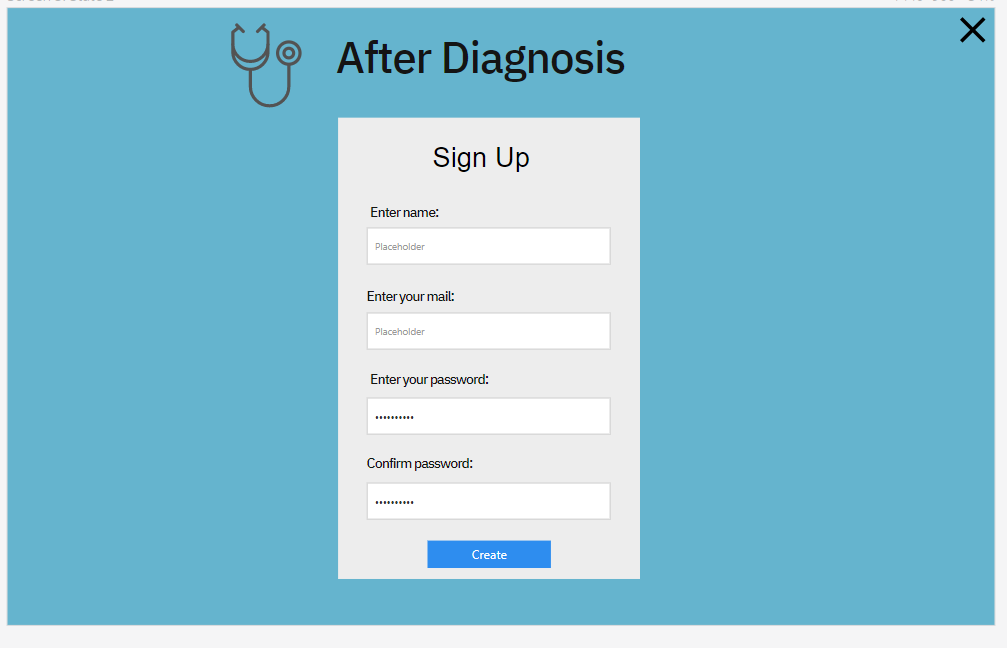 After Diagnosis
Sign Up
Enter name:
Placeholder
Enter your mail:
Placeholder
Enter your password:
••••••••••
Confirm password:
••••••••••
Create